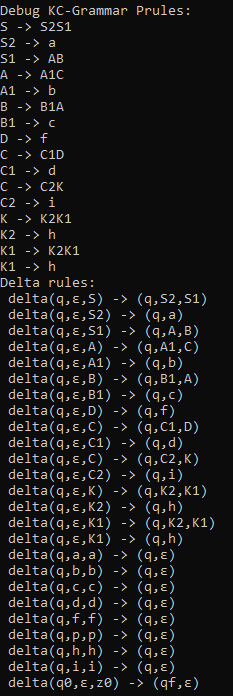 Debug KC-Grammar Prules:
S -> S2S1
S2 -> a
S1 -> AB
A -> A1C
A1 -> b
B -> B1A
B1 -> c
D -> f
C -> C1D
C1 -> d
C -> C2K
C2 -> i
K -> K2K1
K2 -> h
K1 -> K2K1
K1 -> h
Delta rules:
delta(q,ε,S) -> (q,S2,S1)
delta(q,ε,S2) -> (q,a)
delta(q,ε,S1) -> (q,A,B)
delta(q,ε,A) -> (q,A1,C)
delta(q,ε,A1) -> (q,b)
delta(q,ε,B) -> (q,B1,A)
delta(q,ε,B1) -> (q,c)
delta(q,ε,D) -> (q,f)
delta(q,ε,C) -> (q,C1,D)
delta(q,ε,C1) -> (q,d)
delta(q,ε,C) -> (q,C2,K)
delta(q,ε,C2) -> (q,i)
delta(q,ε,K) -> (q,K2,K1)
delta(q,ε,K2) -> (q,h)
delta(q,ε,K1) -> (q,K2,K1)
delta(q,ε,K1) -> (q,h)
delta(q,a,a) -> (q,ε)
delta(q,b,b) -> (q,ε)
delta(q,c,c) -> (q,ε)
delta(q,d,d) -> (q,ε)
delta(q,f,f) -> (q,ε)
delta(q,p,p) -> (q,ε)
delta(q,h,h) -> (q,ε)
delta(q,i,i) -> (q,ε)
delta(q0,ε,z0) -> (qf,ε)